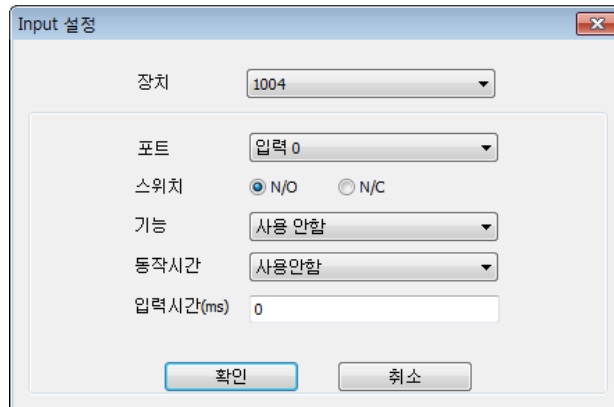 Input 설정
장치 1004
포트 입력 0
스위치 N/O N/C
기능 사용 안함
동작시간 사용안함
입력시간(ms) 0
확인 취소